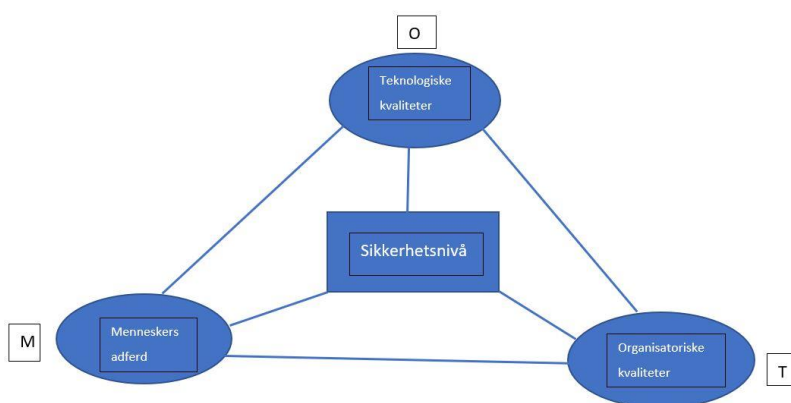 O
Teknologiske
kvaliteter
Sikkerhetsnivå
M
Menneskers
adferd
Organisatoriske
kvaliteter
T